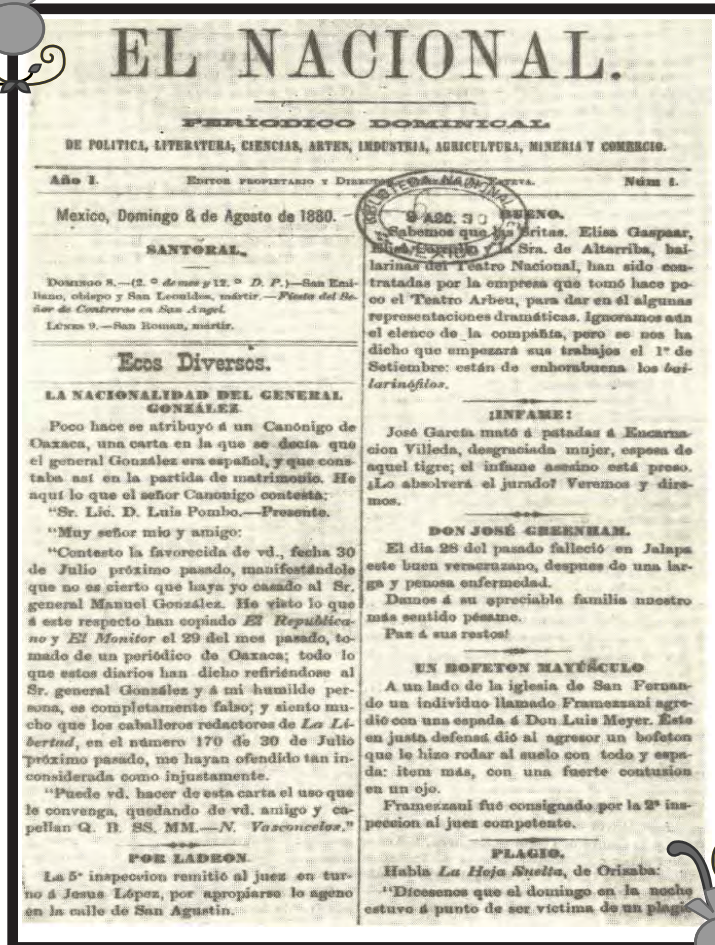 EL NACIONAL.
PERIODICO DOMINICAL
DE POLITICA, LITERATURA, CIENCIAS, ARTES, INDUSTRIA, AGRICULTURA, MINERIA Y COMERCIO.
Año I.
EDITOR PROPIETARIO Y
ESTEVA.
Núm 1.
Mexico, Domingo 8 de Agosto de 1880.
SANTORAL.
DOMINGO 8.—(2. º de mes y 12. º D. P.)—San Emi-
liano, obispo y San Leonides, mártir.—Fiesta del Se-
ñor de Contreras en San Angel.
LÚNES 9.—San Roman, mártir.
Ecos Diversos.
LA NACIONALIDAD DEL GENERAL
GONZÁLEZ
Poco hace se atribuyó á un Canónigo de
Oaxaca, una carta en la que se decía que
el general González era español, y que cons-
taba así en la partida de matrimonio. He
aquí lo que el señor Canónigo contesta:
"Sr. Lic. D. Luis Pombo.—Presente.
"Muy señor mio y amigo:
"Contesto la favorecida de vd., fecha 30
de Julio próximo pasado, manifestándole
que no es cierto que haya yo casado al Sr.
general Manuel González. He visto lo que
á este respecto han copiado El Republica-
no y El Monitor el 29 del mes pasado, to-
mado de un periódico de Oaxaca; todo lo
que estos diarios han dicho refiriéndose al
Sr. general González y á mi humilde per-
sona, es completamente falso; y siento mu-
cho que los caballeros redactores de La Li-
bertad, en el número 170 de 30 de Julio
próximo pasado, me hayan ofendido tan in-
considerada como injustamente.
"Puede vd. hacer de esta carta el uso que
le convenga, quedando de vd. amigo y ca-
pellan Q. B. SS. MM.—N. Vasconcelos."
POR LADRON.
La 5ª inspeccion remitió al juez en tur-
no á Jesus López, por apropiarse lo ageno
en la calle de San Agustin.
BIBLIOTECA NACIONAL
MEXICO
9 AGO. 30
BUENO.
Sabemos que las Sritas. Elisa Gaspar,
y la Sra. de Altarriba, bai-
larinas del Teatro Nacional, han sido con-
tratadas por la empresa que tomó hace po-
co el Teatro Arbeu, para dar en él algunas
representaciones dramáticas. Ignoramos aún
el elenco de la compañía, pero se nos ha
dicho que empezará sus trabajos el 1º de
Setiembre: están de enhorabuena los bai-
larinófilos.
¡INFAME!
José García mató á patadas á Encarna-
cion Villeda, desgraciada mujer, esposa de
aquel tigre; el infame asesino está preso.
¿Lo absolverá el jurado? Veremos y dire-
mos.
DON JOSÉ GREENHAM.
El dia 28 del pasado falleció en Jalapa
este buen veracruzano, despues de una lar-
ga y penosa enfermedad.
Damos á su apreciable familia nuestro
más sentido pésame.
Paz á sus restos!
UN BOFETON MAYÚSCULO
A un lado de la iglesia de San Fernan-
do un individuo llamado Framezzani agre-
dió con una espada á Don Luis Meyer. Éste
en justa defensa dió al agresor un bofeton
que le hizo rodar al suelo con todo y espa-
da: item más, con una fuerte contusion
en un ojo.
Framezzani fué consignado por la 2ª ins-
peccion al juez competente.
PLAGIO.
Habla La Hoja Suelta, de Orizaba:
"Dícesenos que el domingo en la noche
estuvo á punto de ser víctima de un plagio